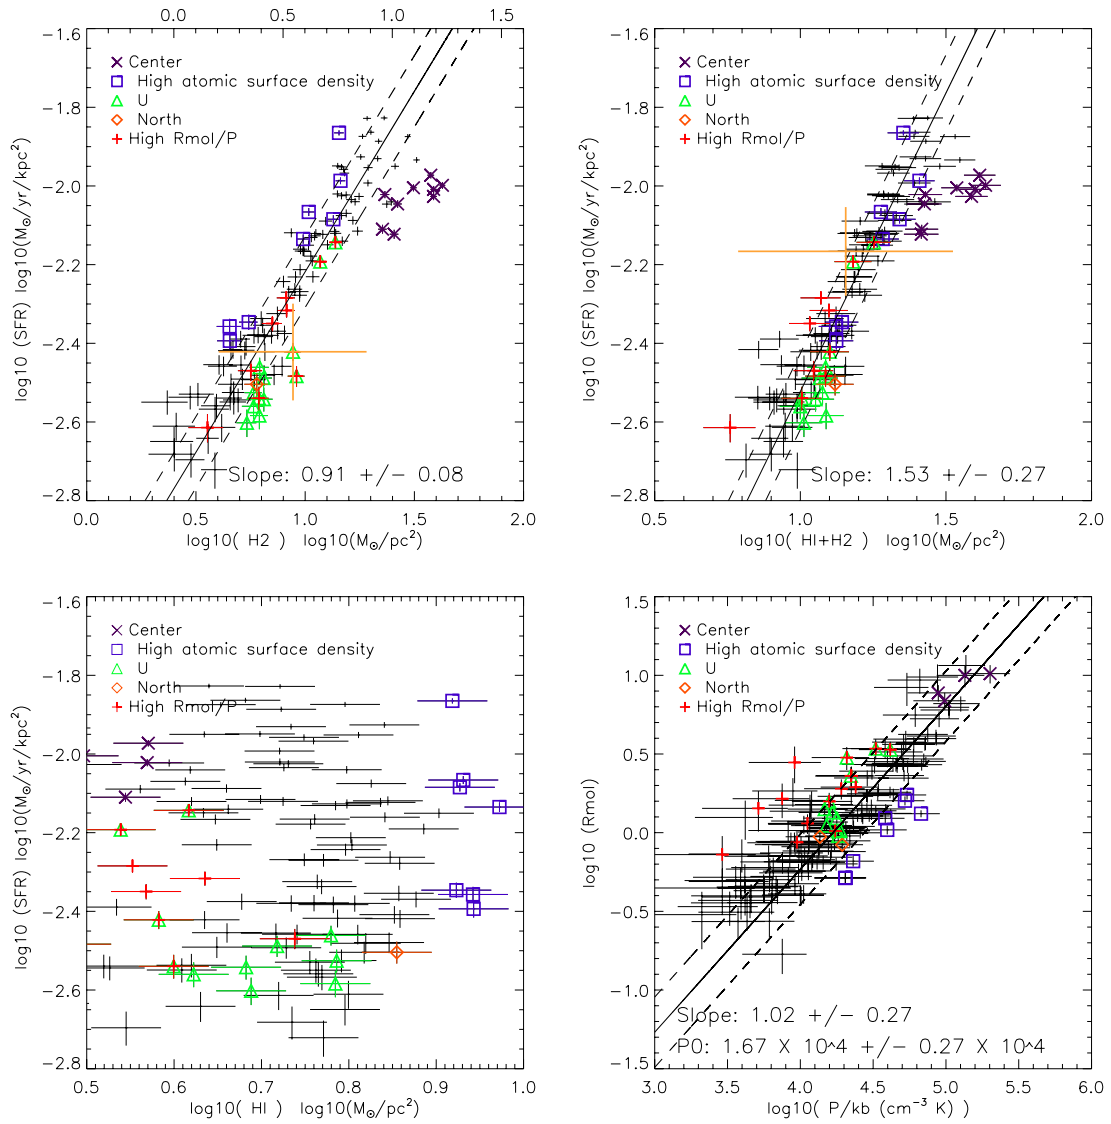 0.0 0.5 1.0 1.5
−1.6
−1.8
−2.0
−2.2
−2.4
−2.6
−2.8
log10 (SFR) log10(M⊙/yr/kpc²)
Center
High atomic surface density
U
North
High Rmol/P
Slope: 0.91 +/− 0.08
0.0 0.5 1.0 1.5 2.0
log10( H2 ) log10(M⊙/pc²)
−1.6
−1.8
−2.0
−2.2
−2.4
−2.6
−2.8
log10 (SFR) log10(M⊙/yr/kpc²)
Center
High atomic surface density
U
North
High Rmol/P
Slope: 1.53 +/− 0.27
0.5 1.0 1.5 2.0
log10( HI+H2 ) log10(M⊙/pc²)
−1.6
−1.8
−2.0
−2.2
−2.4
−2.6
−2.8
log10 (SFR) log10(M⊙/yr/kpc²)
Center
High atomic surface density
U
North
High Rmol/P
0.5 0.6 0.7 0.8 0.9 1.0
log10( HI ) log10(M⊙/pc²)
1.5
1.0
0.5
0.0
−0.5
−1.0
−1.5
log10 (Rmol)
Center
High atomic surface density
U
North
High Rmol/P
Slope: 1.02 +/− 0.27
P0: 1.67 X 10^4 +/− 0.27 X 10^4
3.0 3.5 4.0 4.5 5.0 5.5 6.0
log10( P/kb (cm⁻³ K) )